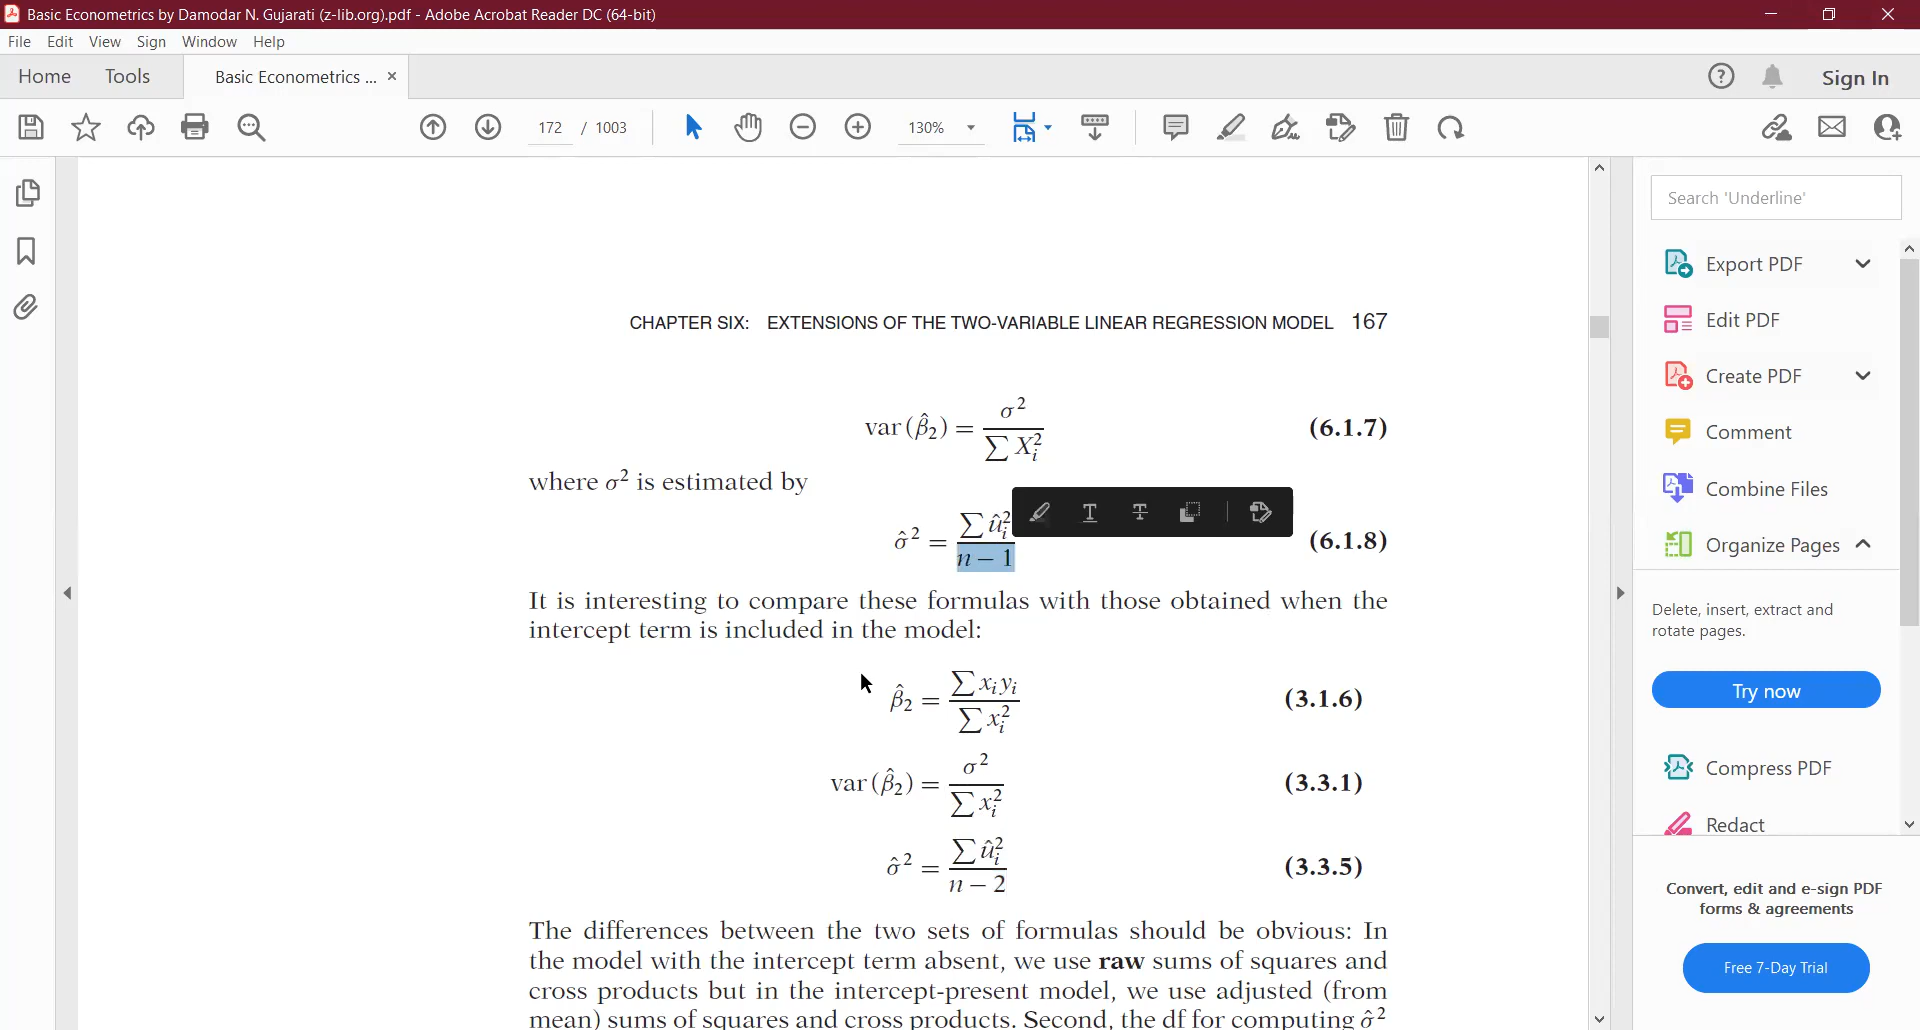 Basic Econometrics by Damodar N. Gujarati (z-lib.org).pdf - Adobe Acrobat Reader DC (64-bit)
File Edit View Sign Window Help
Home Tools Basic Econometrics ... × Sign In
172 / 1003 130%
Search 'Underline'
Export PDF
Edit PDF
Create PDF
Comment
Combine Files
Organize Pages
Delete, insert, extract and
rotate pages.
Try now
Compress PDF
Redact
Convert, edit and e-sign PDF
forms & agreements
Free 7-Day Trial
CHAPTER SIX: EXTENSIONS OF THE TWO-VARIABLE LINEAR REGRESSION MODEL 167
var (β̂₂) = σ² / ∑ Xᵢ² (6.1.7)
where σ² is estimated by
σ̂² = ∑ ûᵢ² / n − 1 (6.1.8)
It is interesting to compare these formulas with those obtained when the
intercept term is included in the model:
β̂₂ = ∑ xᵢyᵢ / ∑ xᵢ² (3.1.6)
var (β̂₂) = σ² / ∑ xᵢ² (3.3.1)
σ̂² = ∑ ûᵢ² / n − 2 (3.3.5)
The differences between the two sets of formulas should be obvious: In
the model with the intercept term absent, we use raw sums of squares and
cross products but in the intercept-present model, we use adjusted (from
mean) sums of squares and cross products. Second, the df for computing σ̂²